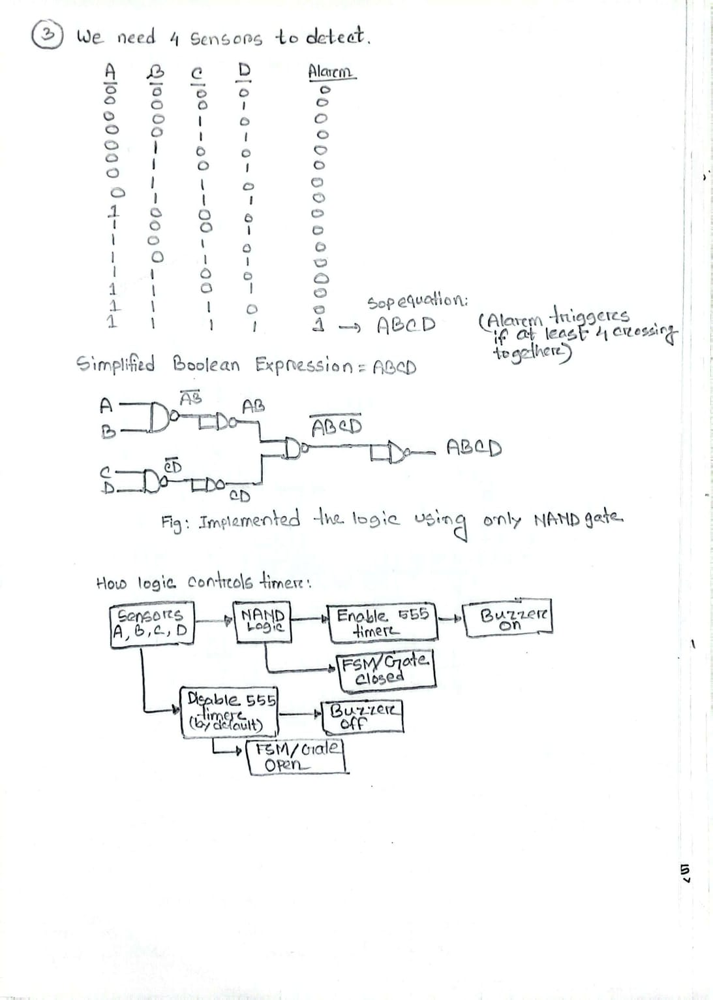 3 We need 4 Sensors to detect.
A B C D Alarm
0 0 0 0 0
0 0 0 1 0
0 0 1 0 0
0 0 1 1 0
0 1 0 0 0
0 1 0 1 0
0 1 1 0 0
0 1 1 1 0
1 0 0 0 0
1 0 0 1 0
1 0 1 0 0
1 0 1 1 0
1 1 0 0 0
1 1 0 1 0
1 1 1 0 0
1 1 1 1 1 → ABCD
Sop equation:
(Alarm triggers
if at least 4 crossing
together)
Simplified Boolean Expression = ABCD
A
B
A̅B̅
AB
A̅B̅C̅D̅
ABCD
C
D
C̅D̅
CD
Fig: Implemented the logic using only NAND gate
How logic controls timer:
Sensors
A, B, C, D
NAND
Logic
Enable 555
timer
Buzzer
On
FSM/Gate
Closed
Disable 555
timer
(by default)
Buzzer
off
FSM/Gate
Open
5